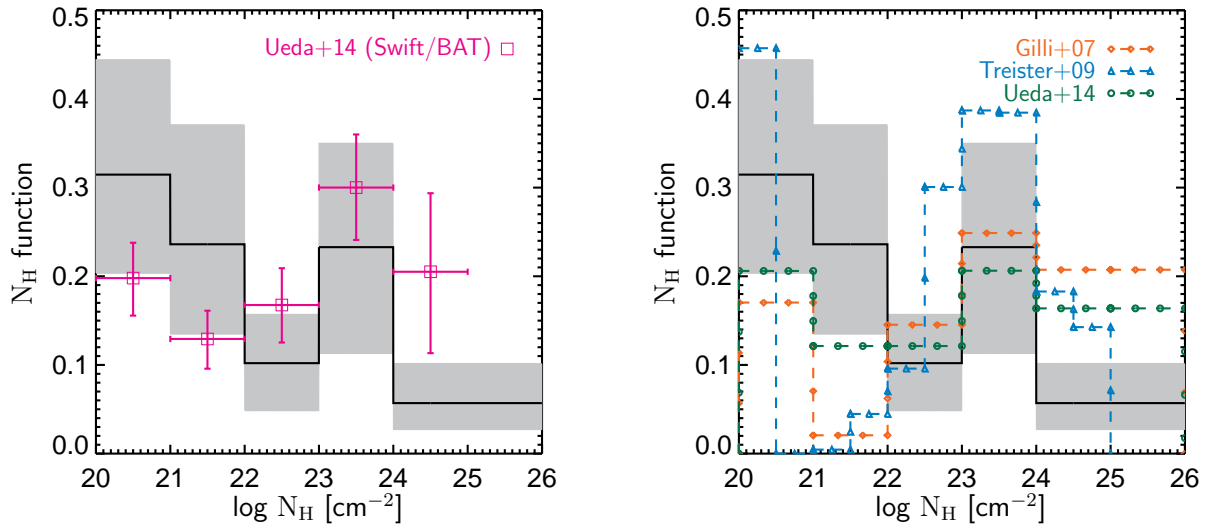 Ueda+14 (Swift/BAT)
N_H function
0.5
0.4
0.3
0.2
0.1
0.0
20 21 22 23 24 25 26
log N_H [cm⁻²]
Gilli+07
Treister+09
Ueda+14
N_H function
0.5
0.4
0.3
0.2
0.1
0.0
20 21 22 23 24 25 26
log N_H [cm⁻²]